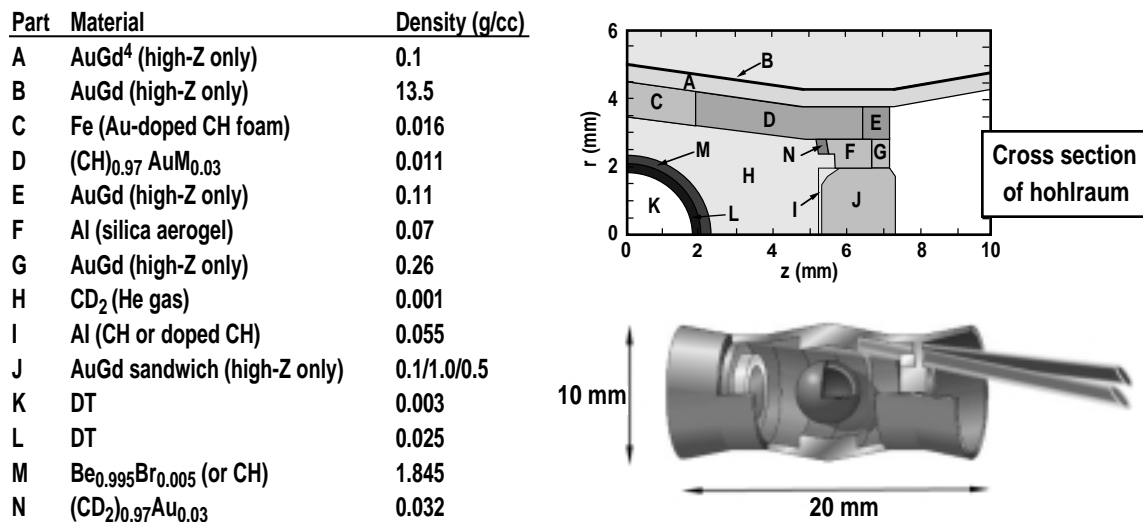 Part Material Density (g/cc)
A AuGd4 (high-Z only) 0.1
B AuGd (high-Z only) 13.5
C Fe (Au-doped CH foam) 0.016
D (CH)0.97 AuM0.03 0.011
E AuGd (high-Z only) 0.11
F Al (silica aerogel) 0.07
G AuGd (high-Z only) 0.26
H CD2 (He gas) 0.001
I Al (CH or doped CH) 0.055
J AuGd sandwich (high-Z only) 0.1/1.0/0.5
K DT 0.003
L DT 0.025
M Be0.995Br0.005 (or CH) 1.845
N (CD2)0.97Au0.03 0.032
6
4
2
0
r (mm)
B
A
C
D
E
M
N
F
G
H
I
J
K
L
0 2 4 6 8 10
z (mm)
Cross section
of hohlraum
10 mm
20 mm